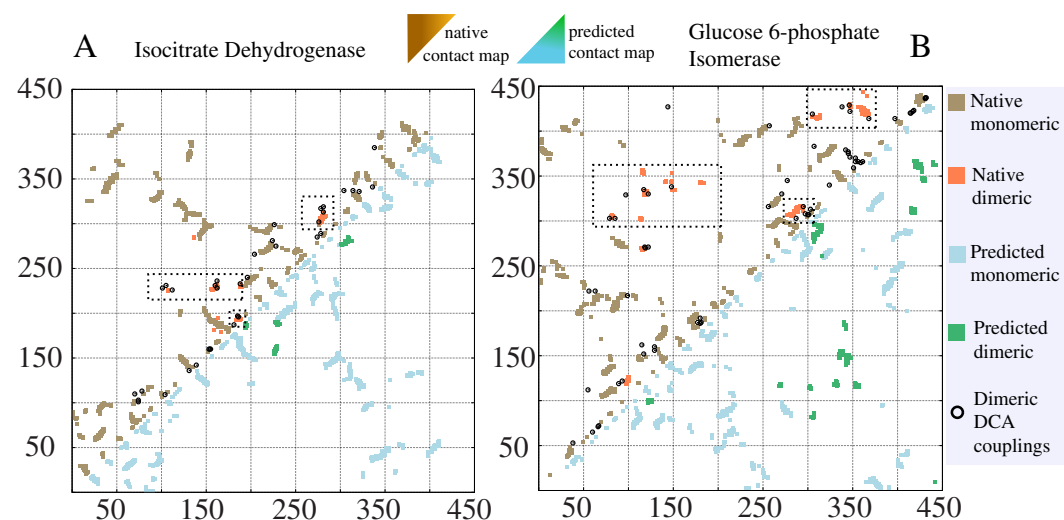 A
Isocitrate Dehydrogenase
native
contact map
predicted
contact map
Glucose 6-phosphate
Isomerase
B
450
350
250
150
50
50
150
250
350
450
450
350
250
150
50
50
150
250
350
450
Native
monomeric
Native
dimeric
Predicted
monomeric
Predicted
dimeric
Dimeric
DCA
couplings